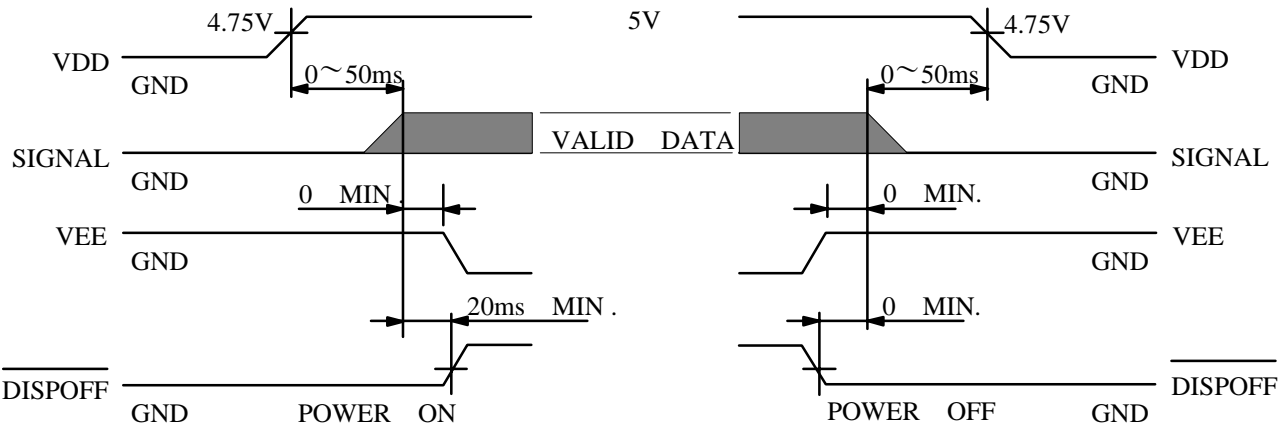 4.75V 5V 4.75V
VDD GND 0~50ms 0~50ms GND VDD
SIGNAL GND VALID DATA GND SIGNAL
0 MIN . 0 MIN.
VEE GND GND VEE
20ms MIN . 0 MIN.
DISPOFF GND GND DISPOFF
POWER ON POWER OFF